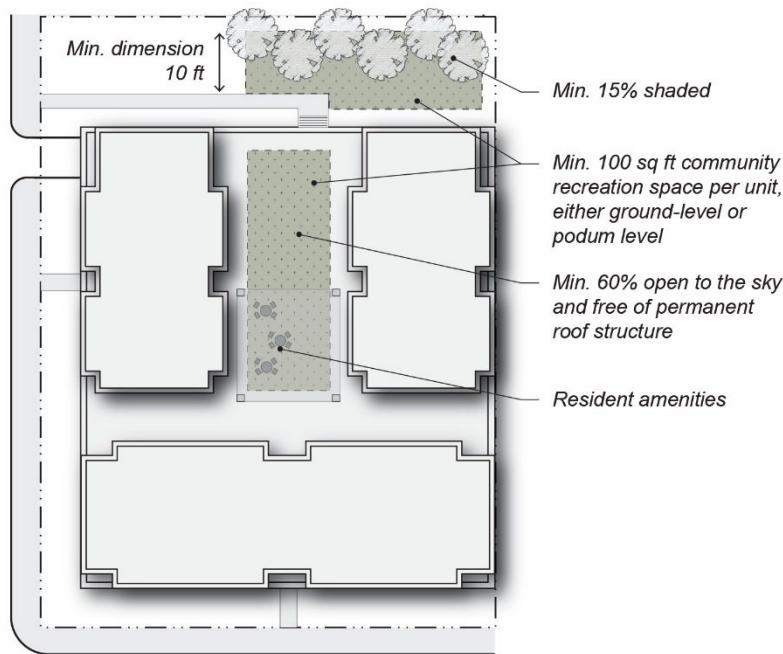 Min. dimension
10 ft
Min. 15% shaded
Min. 100 sq ft community
recreation space per unit,
either ground-level or
podum level
Min. 60% open to the sky
and free of permanent
roof structure
Resident amenities